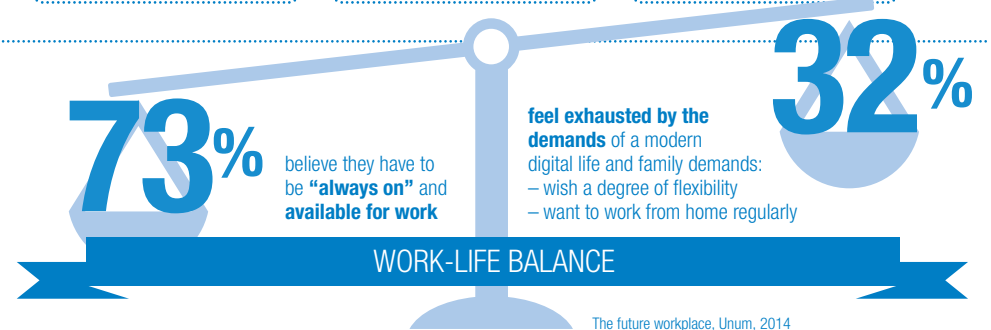 73%
believe they have to
be “always on” and
available for work
32%
feel exhausted by the
demands of a modern
digital life and family demands:
– wish a degree of flexibility
– want to work from home regularly
WORK-LIFE BALANCE
The future workplace, Unum, 2014